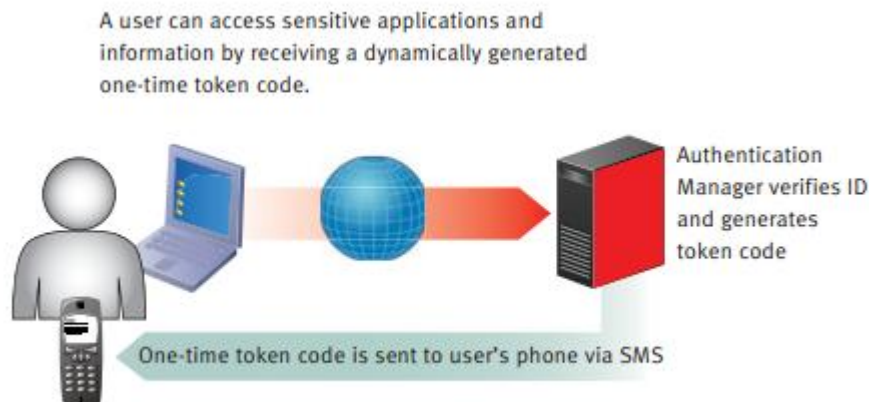 A user can access sensitive applications and
information by receiving a dynamically generated
one-time token code.
Authentication
Manager verifies ID
and generates
token code
One-time token code is sent to user's phone via SMS